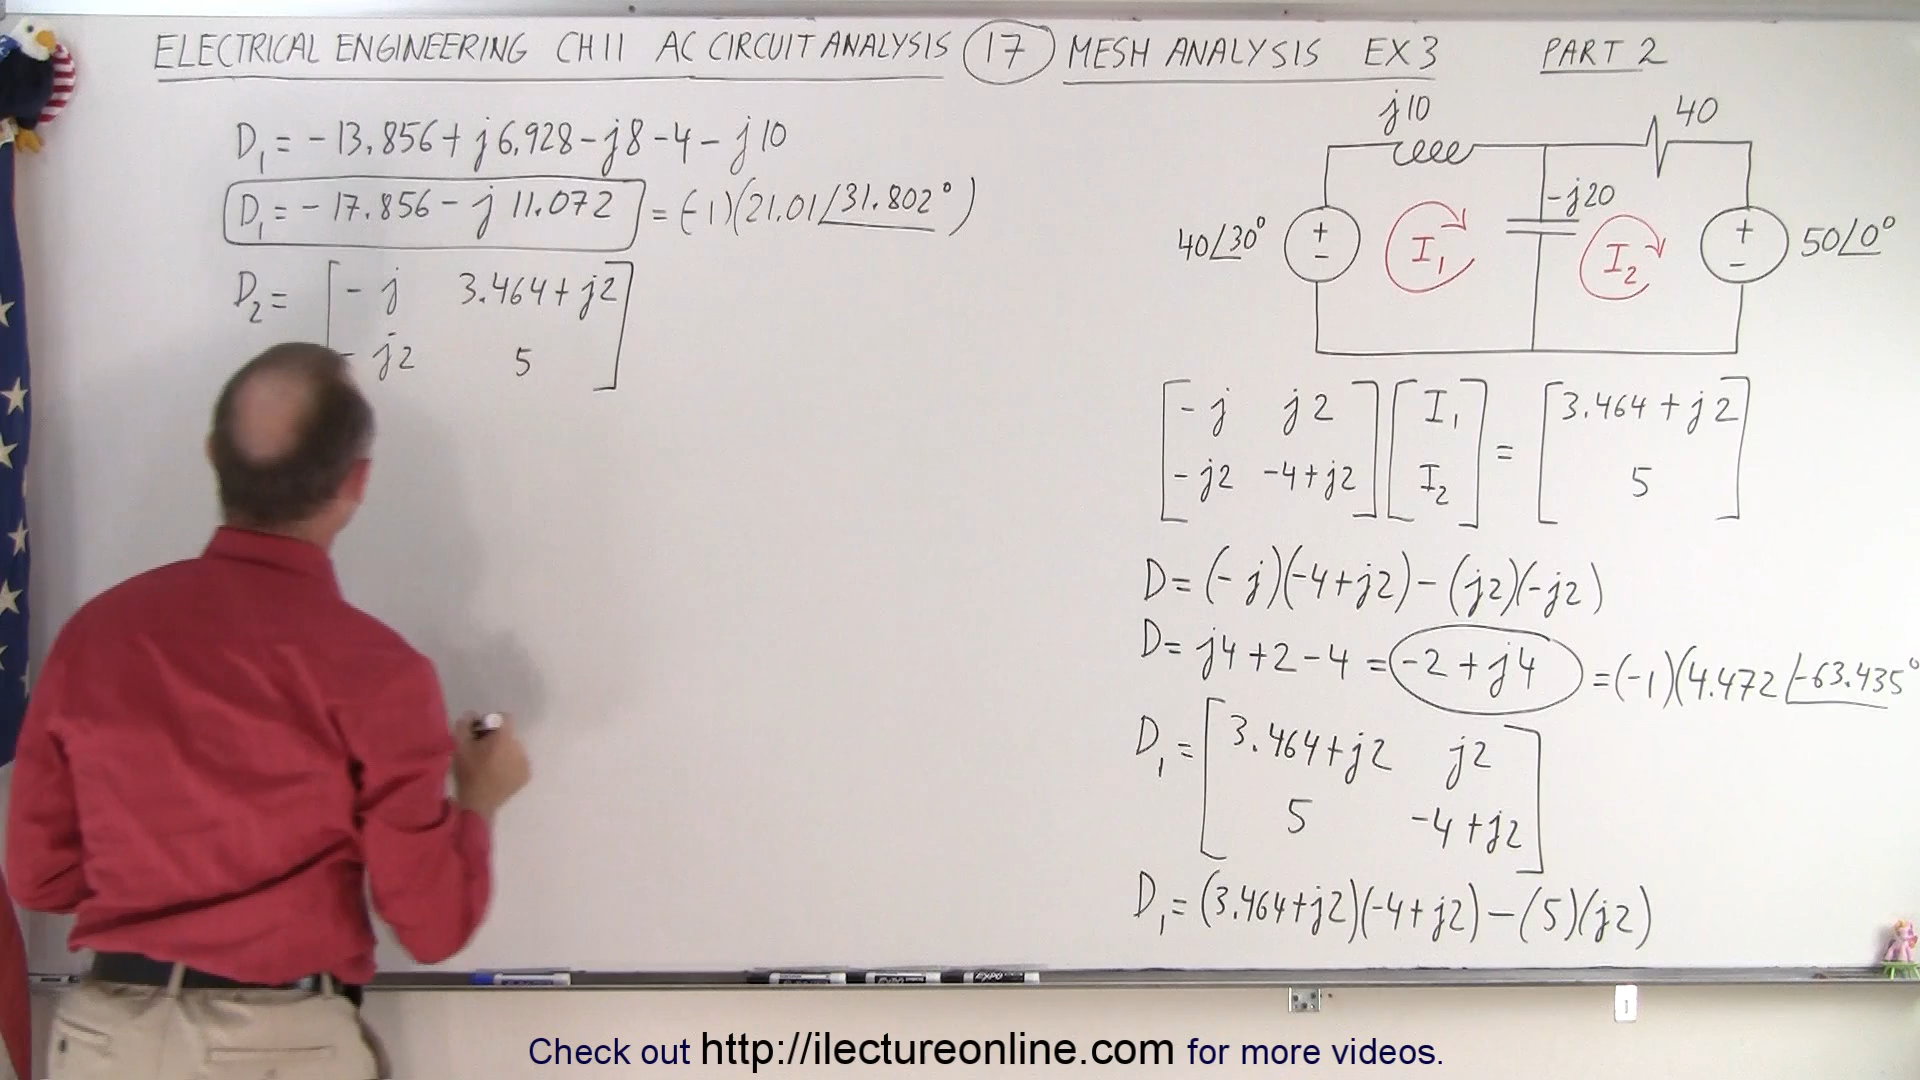 ELECTRICAL ENGINEERING CH 11 AC CIRCUIT ANALYSIS 17 MESH ANALYSIS EX 3 PART 2
D₁ = -13.856 + j6.928 - j8 - 4 - j10
D₁ = -17.856 - j 11.072 = (-1)(21.01∠31.802°)
D₂ = [-j 3.464 + j2
- j2 5]
j10 40
-j20
40∠30° + - I₁ I₂ + - 50∠0°
[-j j2] [I₁] = [3.464 + j2]
[-j2 -4+j2] [I₂] [5]
D = (-j)(-4+j2) - (j2)(-j2)
D = j4 + 2 - 4 = -2 + j4 = (-1)(4.472∠-63.435°
D₁ = [3.464+j2 j2
5 -4+j2]
D₁ = (3.464+j2)(-4+j2) - (5)(j2)
EXPO
Check out http://ilectureonline.com for more videos.